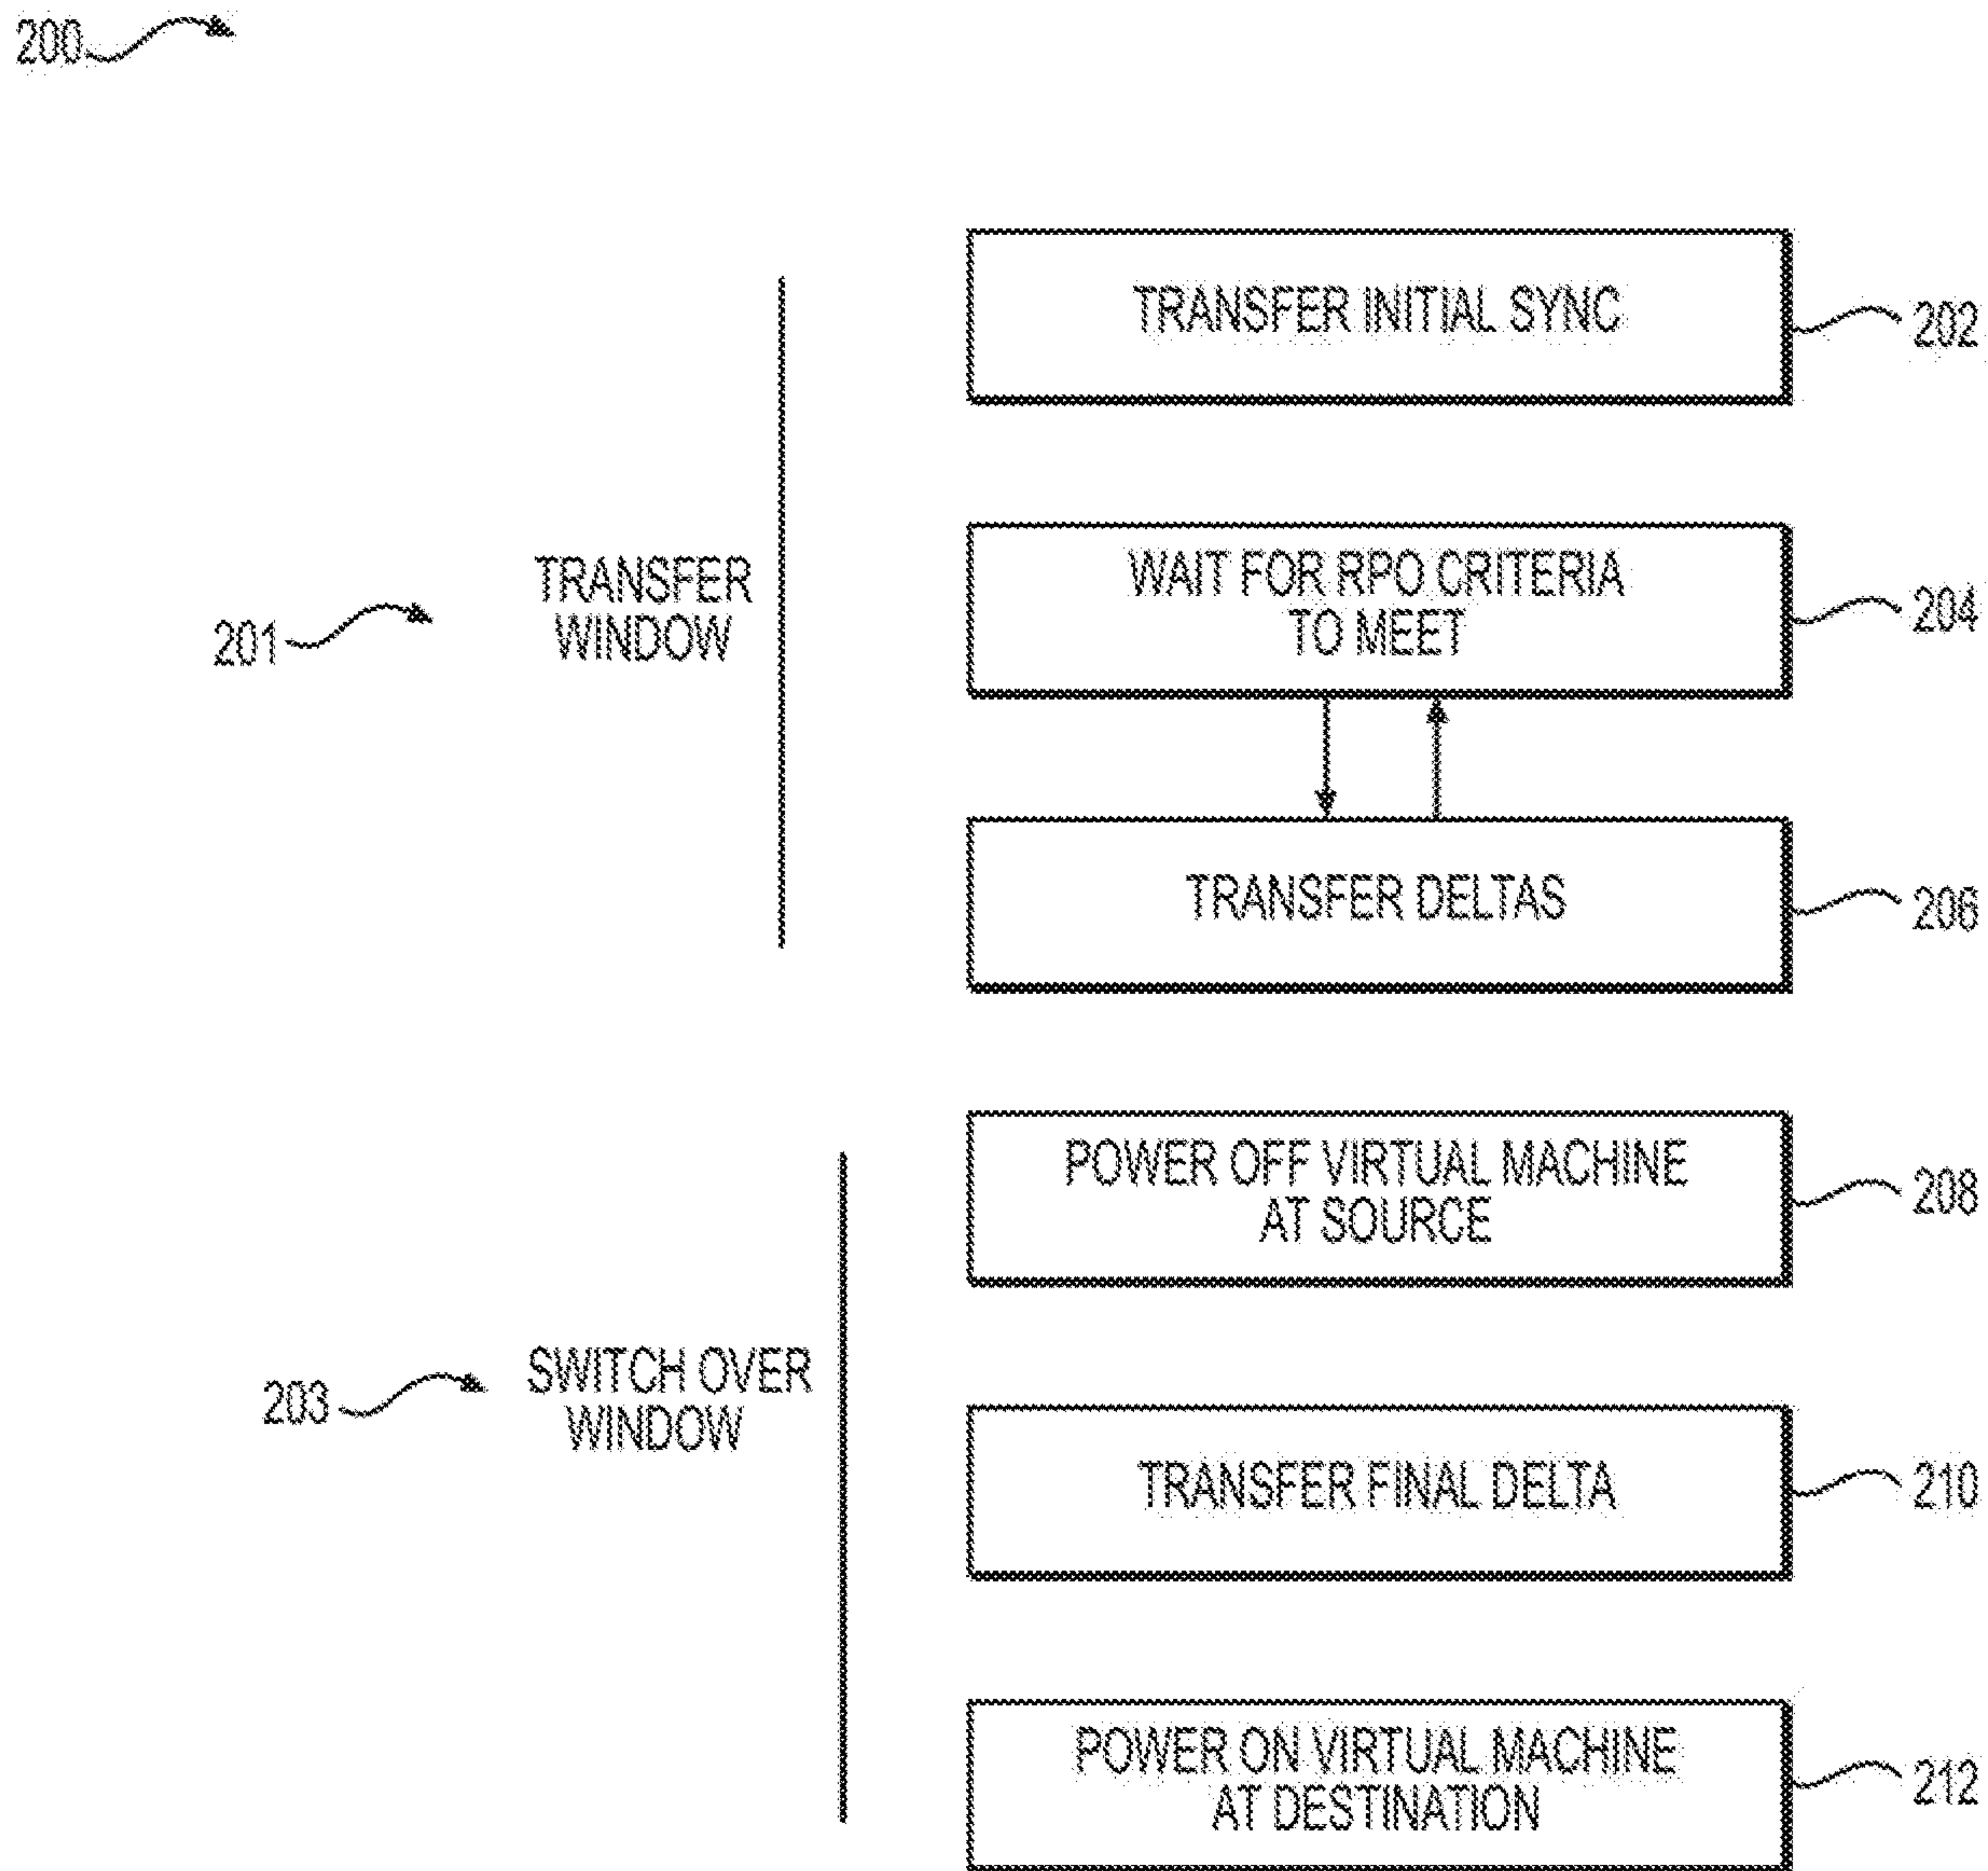 200
TRANSFER INITIAL SYNC
202
201
TRANSFER
WINDOW
WAIT FOR RPO CRITERIA
TO MEET
204
TRANSFER DELTAS
206
POWER OFF VIRTUAL MACHINE
AT SOURCE
208
203
SWITCH OVER
WINDOW
TRANSFER FINAL DELTA
210
POWER ON VIRTUAL MACHINE
AT DESTINATION
212